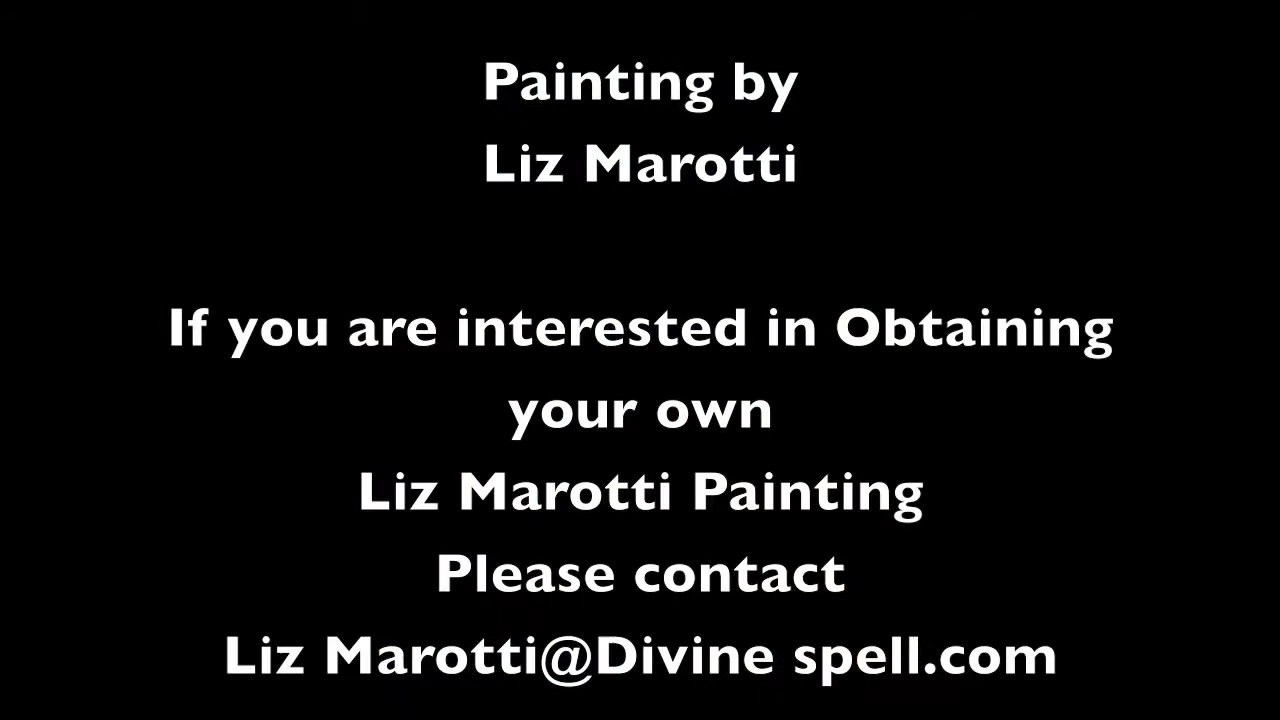 Painting by
Liz Marotti
If you are interested in Obtaining
your own
Liz Marotti Painting
Please contact
Liz Marotti@Divine spell.com